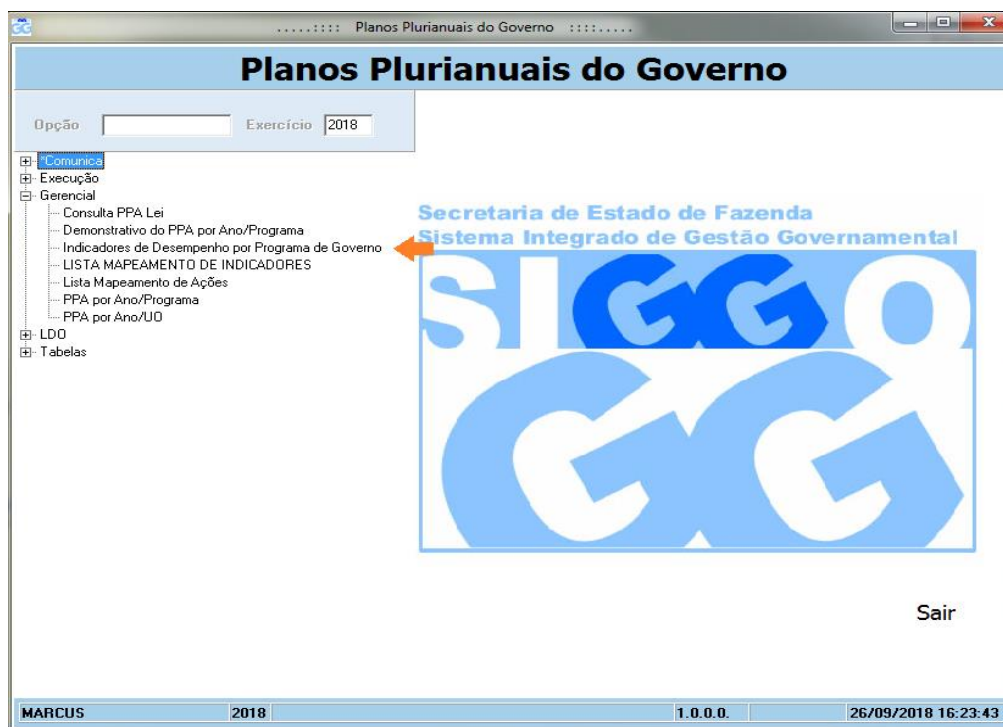 .....:::: Planos Plurianuais do Governo ::::.....
Planos Plurianuais do Governo
Opção Exercício 2018
*Comunica
Execução
Gerencial
Consulta PPA Lei
Demonstrativo do PPA por Ano/Programa
Indicadores de Desempenho por Programa de Governo
LISTA MAPEAMENTO DE INDICADORES
Lista Mapeamento de Ações
PPA por Ano/Programa
PPA por Ano/UO
LDO
Tabelas
Secretaria de Estado de Fazenda
Sistema Integrado de Gestão Governamental
SIGGO
GG
Sair
MARCUS 2018 1.0.0.0. 26/09/2018 16:23:43